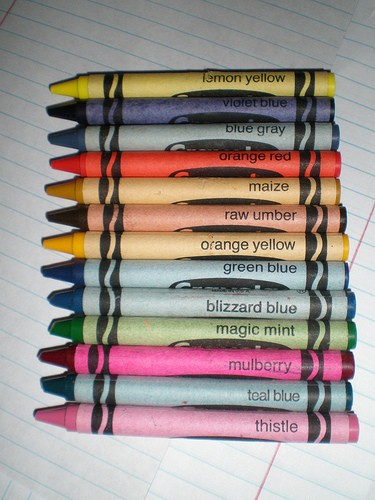 lemon yellow
violet blue
blue gray
orange red
maize
raw umber
orange yellow
green blue
blizzard blue
magic mint
mulberry
teal blue
thistle